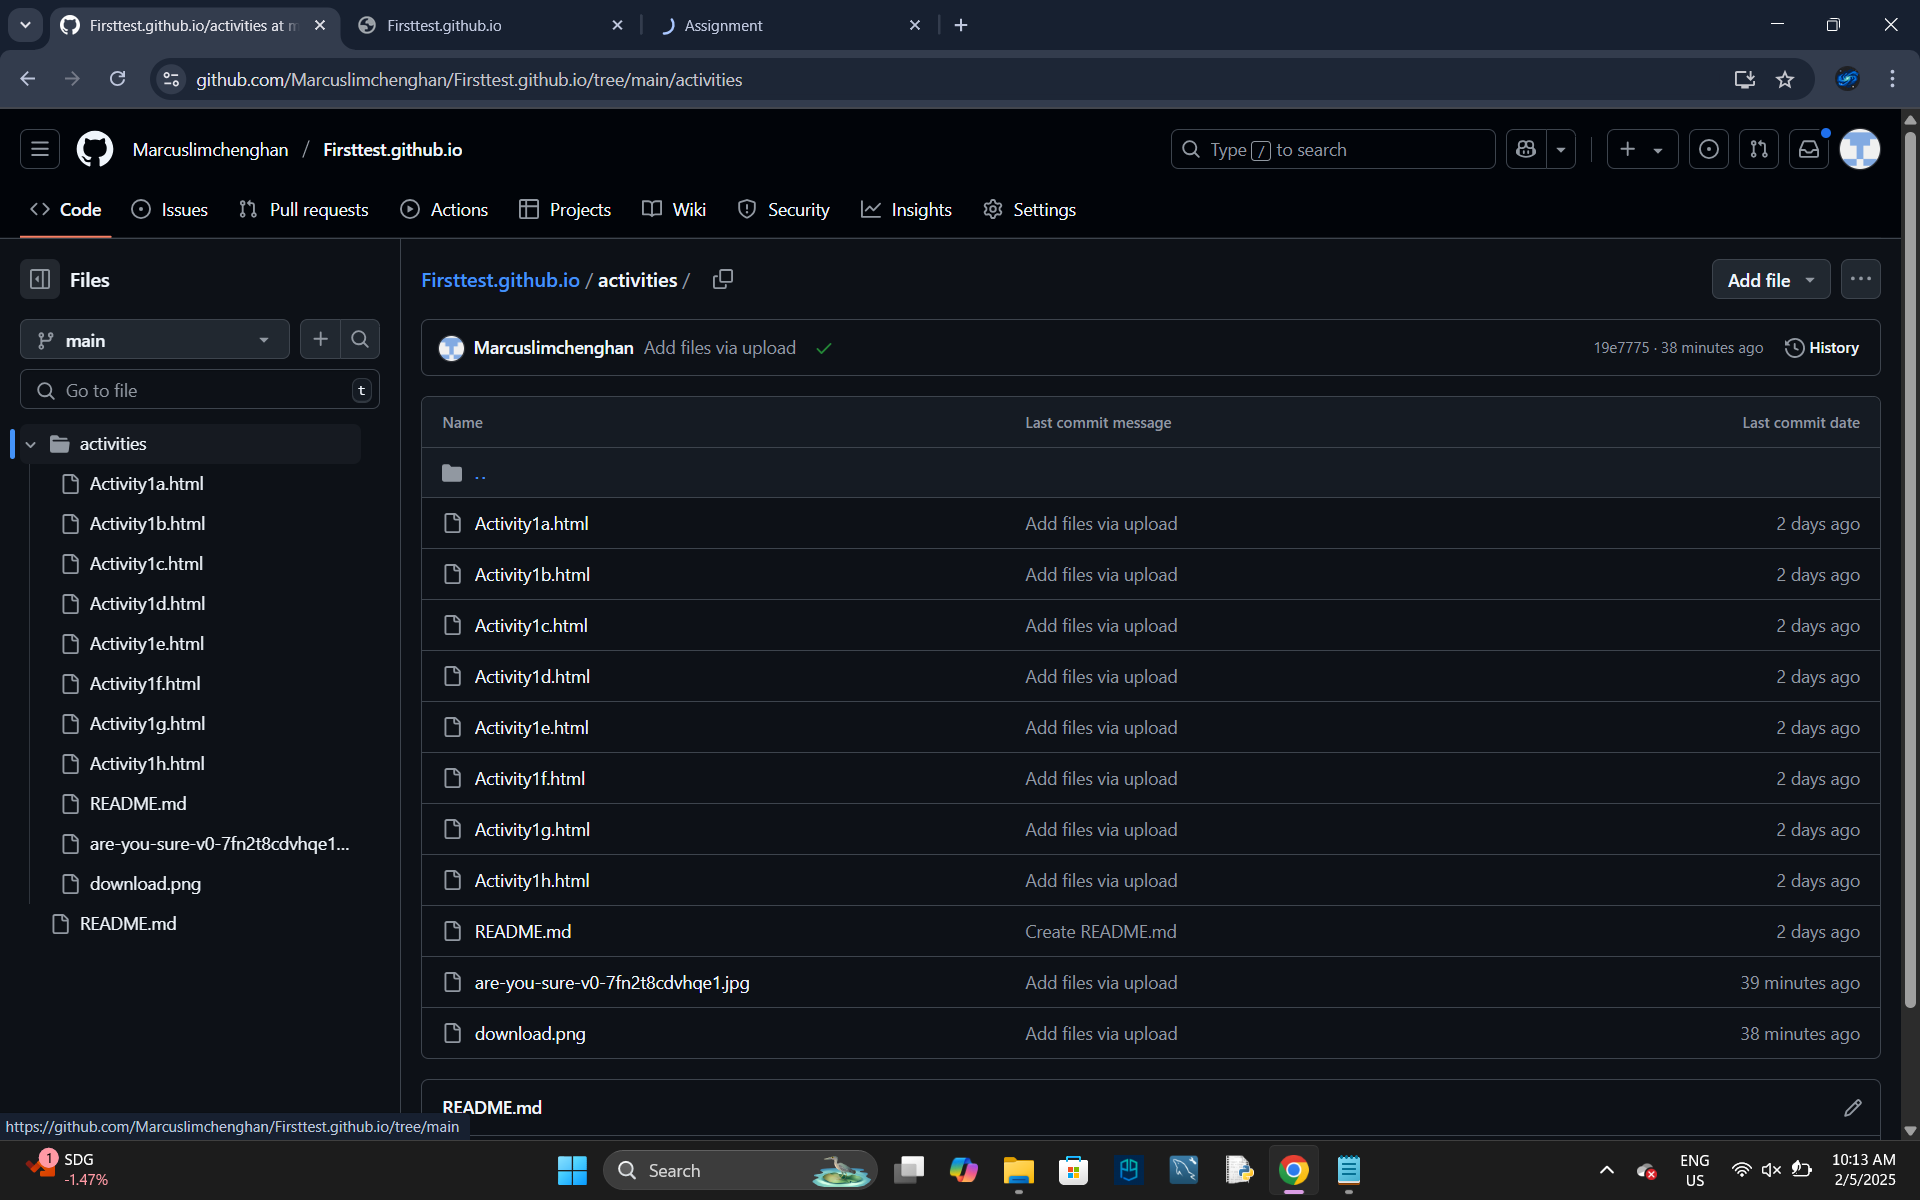 Firsttest.github.io/activities at m
Firsttest.github.io
Assignment
github.com/Marcuslimchenghan/Firsttest.github.io/tree/main/activities
Marcuslimchenghan / Firsttest.github.io
Type / to search
Code
Issues
Pull requests
Actions
Projects
Wiki
Security
Insights
Settings
Files
main
Go to file
t
activities
Activity1a.html
Activity1b.html
Activity1c.html
Activity1d.html
Activity1e.html
Activity1f.html
Activity1g.html
Activity1h.html
README.md
are-you-sure-v0-7fn2t8cdvhqe1...
download.png
README.md
Firsttest.github.io / activities /
Add file
Marcuslimchenghan Add files via upload
19e7775 · 38 minutes ago
History
Name Last commit message Last commit date
..
Activity1a.html Add files via upload 2 days ago
Activity1b.html Add files via upload 2 days ago
Activity1c.html Add files via upload 2 days ago
Activity1d.html Add files via upload 2 days ago
Activity1e.html Add files via upload 2 days ago
Activity1f.html Add files via upload 2 days ago
Activity1g.html Add files via upload 2 days ago
Activity1h.html Add files via upload 2 days ago
README.md Create README.md 2 days ago
are-you-sure-v0-7fn2t8cdvhqe1.jpg Add files via upload 39 minutes ago
download.png Add files via upload 38 minutes ago
README.md
https://github.com/Marcuslimchenghan/Firsttest.github.io/tree/main
1
SDG
-1.47%
Search
ENG
US
10:13 AM
2/5/2025